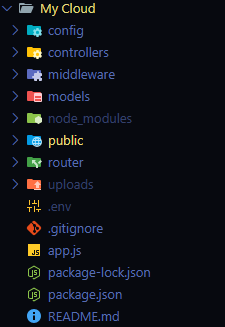 My Cloud
config
controllers
middleware
models
node_modules
public
router
uploads
.env
.gitignore
app.js
package-lock.json
package.json
README.md